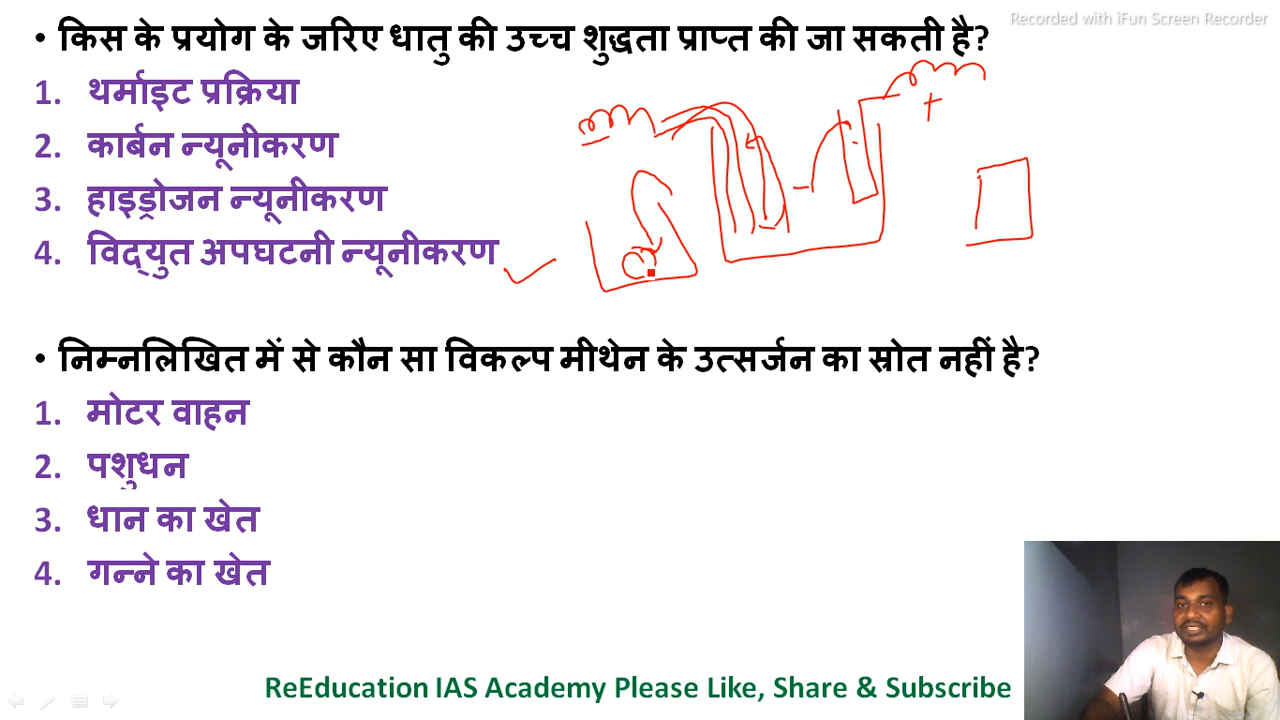 Recorded with iFun Screen Recorder
• किस के प्रयोग के जरिए धातु की उच्च शुद्धता प्राप्त की जा सकती है?
1. थर्माइट प्रक्रिया
2. कार्बन न्यूनीकरण
3. हाइड्रोजन न्यूनीकरण
4. विद्युत अपघटनी न्यूनीकरण
• निम्नलिखित में से कौन सा विकल्प मीथेन के उत्सर्जन का स्रोत नहीं है?
1. मोटर वाहन
2. पशुधन
3. धान का खेत
4. गन्ने का खेत
ReEducation IAS Academy Please Like, Share & Subscribe